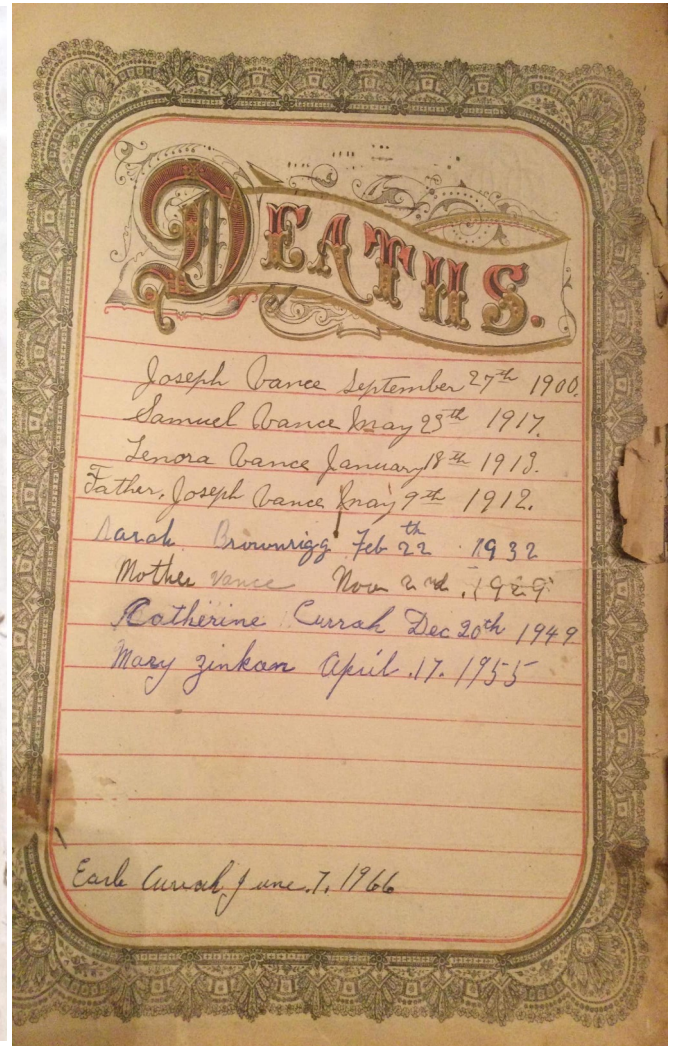 DEATHS.
Joseph Vance September 27th 1900.
Samuel Vance May 23th 1917.
Lenora Vance January 18th 1913.
Father, Joseph Vance May 9th 1912.
Sarah Brownrigg Feb 22th 1932
Mother Vance Nov 2nd. 1929
Catherine Currah Dec 20th 1949
Mary Zinkan April .17. 1955
Earle Currah June. 7. 1966